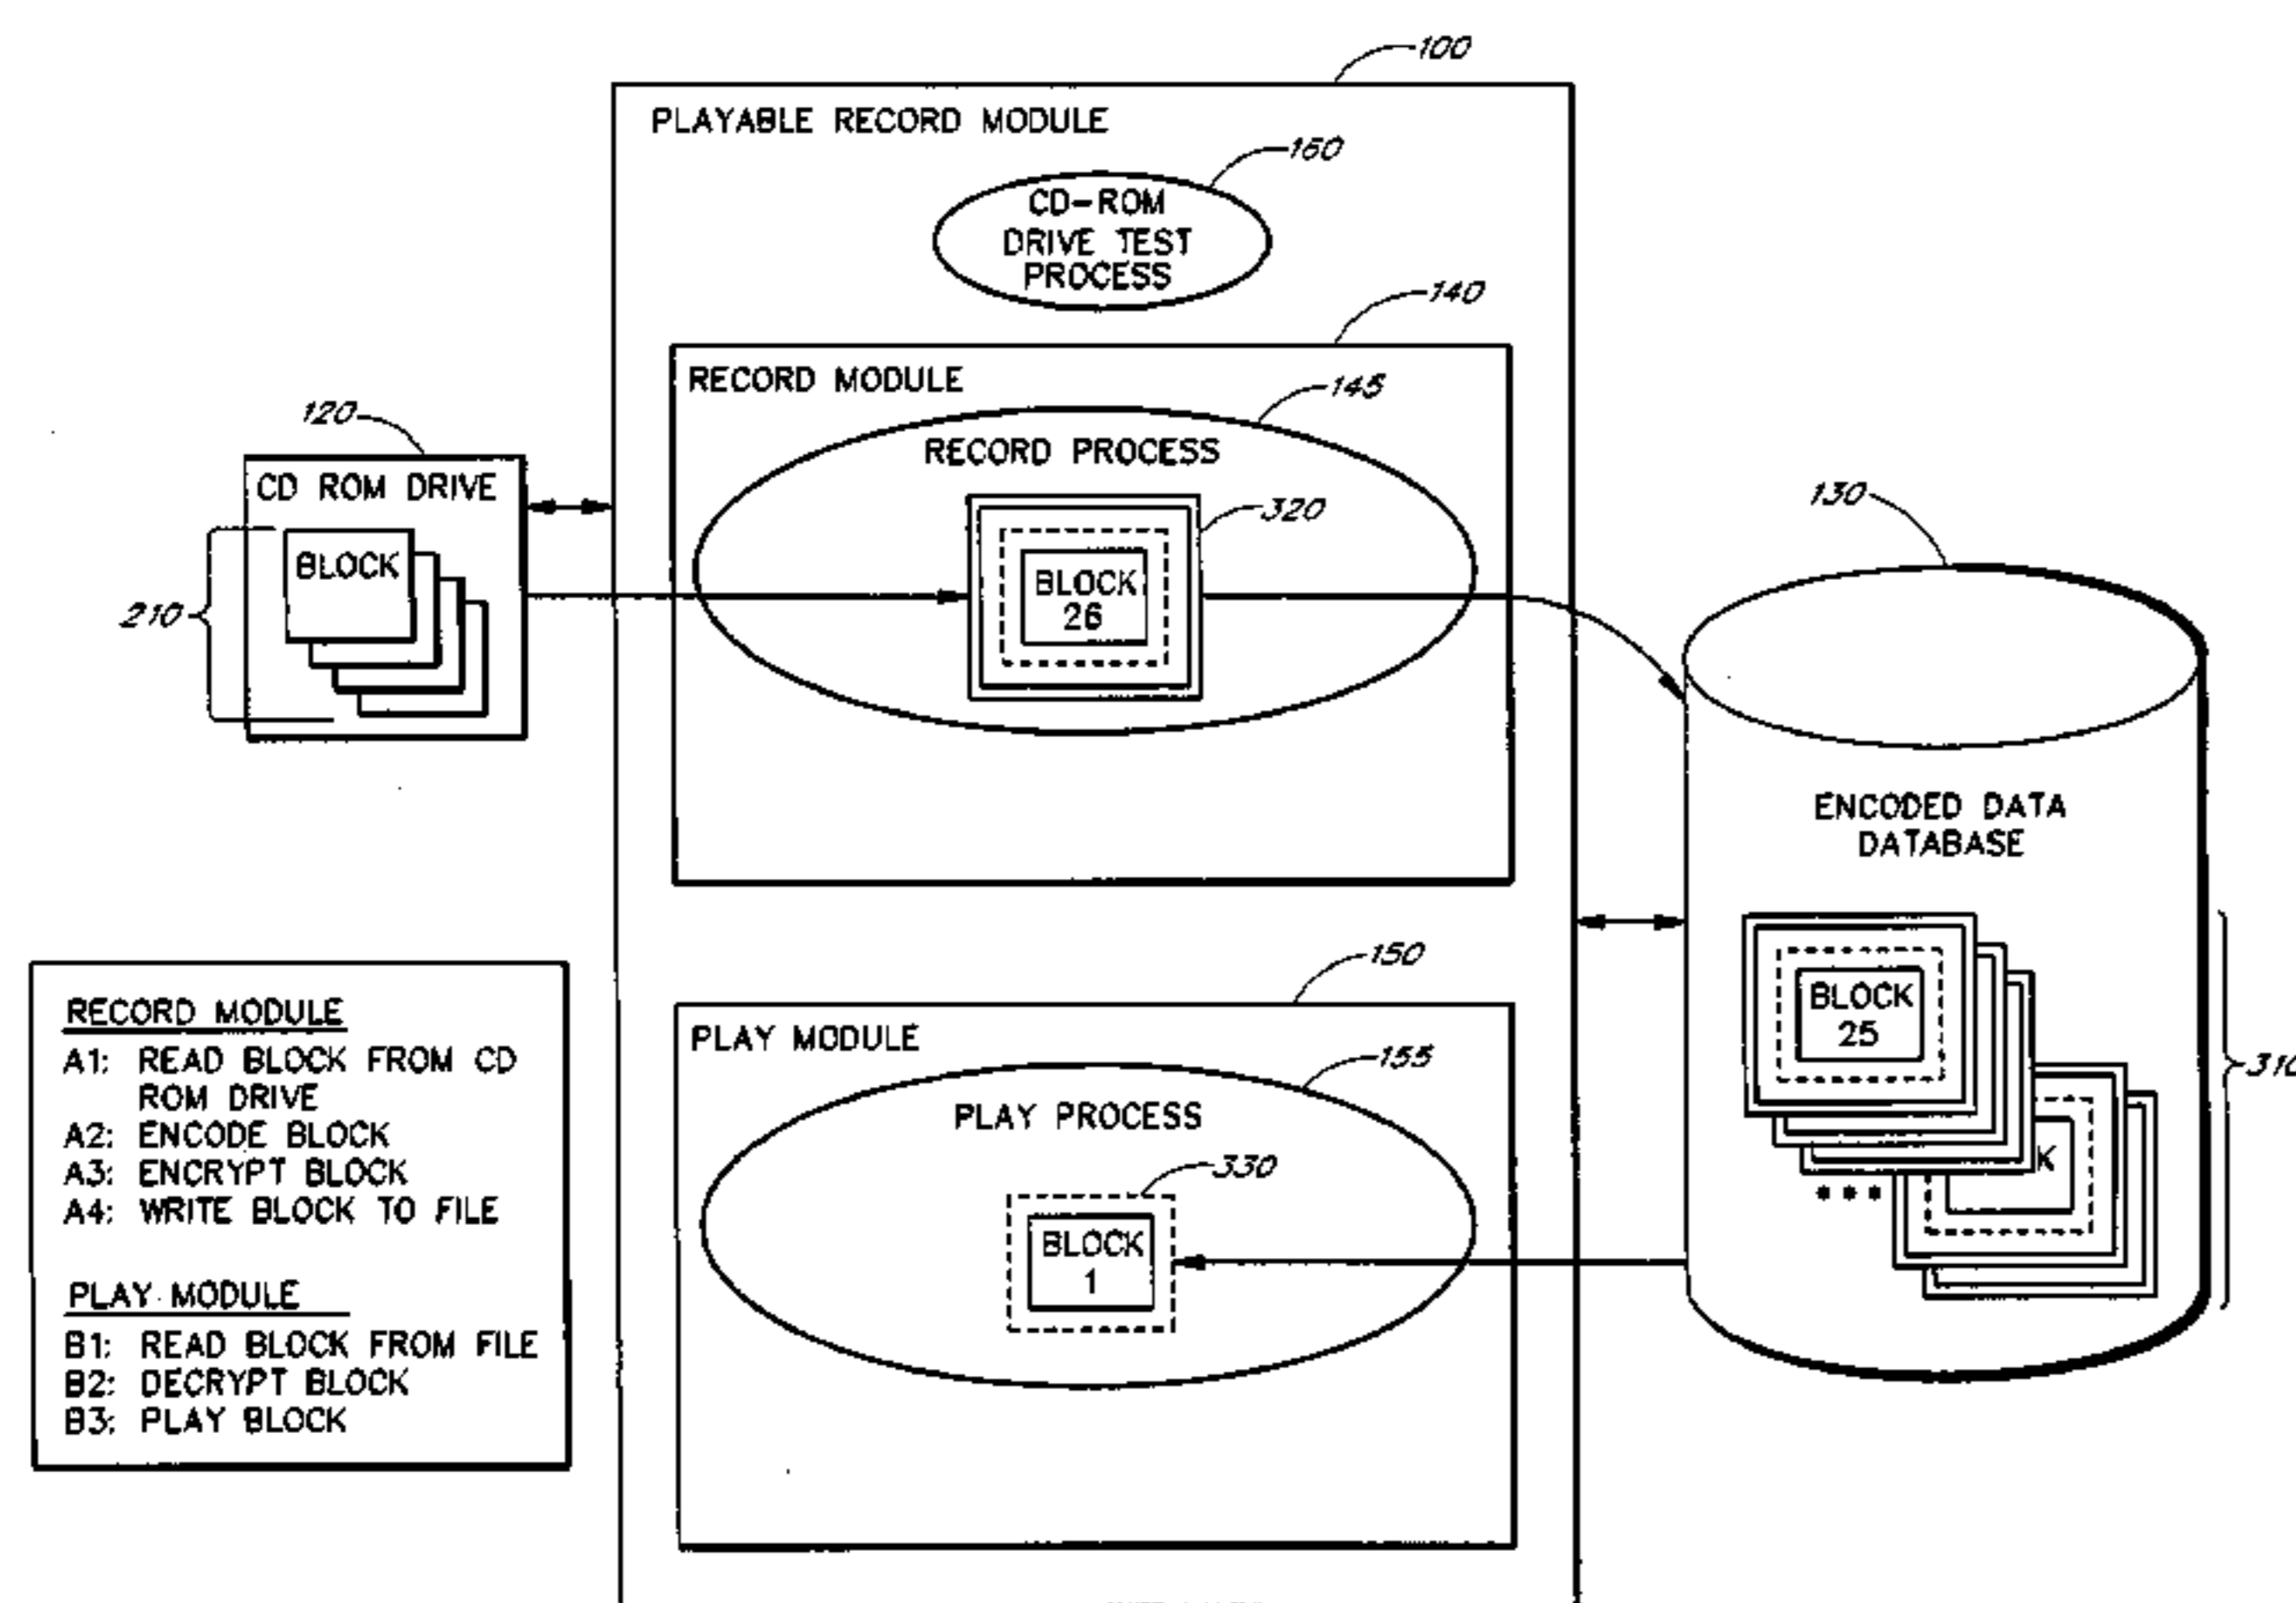 100
PLAYABLE RECORD MODULE
160
CD-ROM
DRIVE TEST
PROCESS
140
RECORD MODULE
145
RECORD PROCESS
120
CD ROM DRIVE
320
130
BLOCK
210
BLOCK
26
ENCODED DATA
DATABASE
150
BLOCK
25
310
PLAY MODULE
155
PLAY PROCESS
330
K
BLOCK
1
RECORD MODULE
A1: READ BLOCK FROM CD
ROM DRIVE
A2: ENCODE BLOCK
A3: ENCRYPT BLOCK
A4: WRITE BLOCK TO FILE
PLAY MODULE
B1: READ BLOCK FROM FILE
B2: DECRYPT BLOCK
B3: PLAY BLOCK